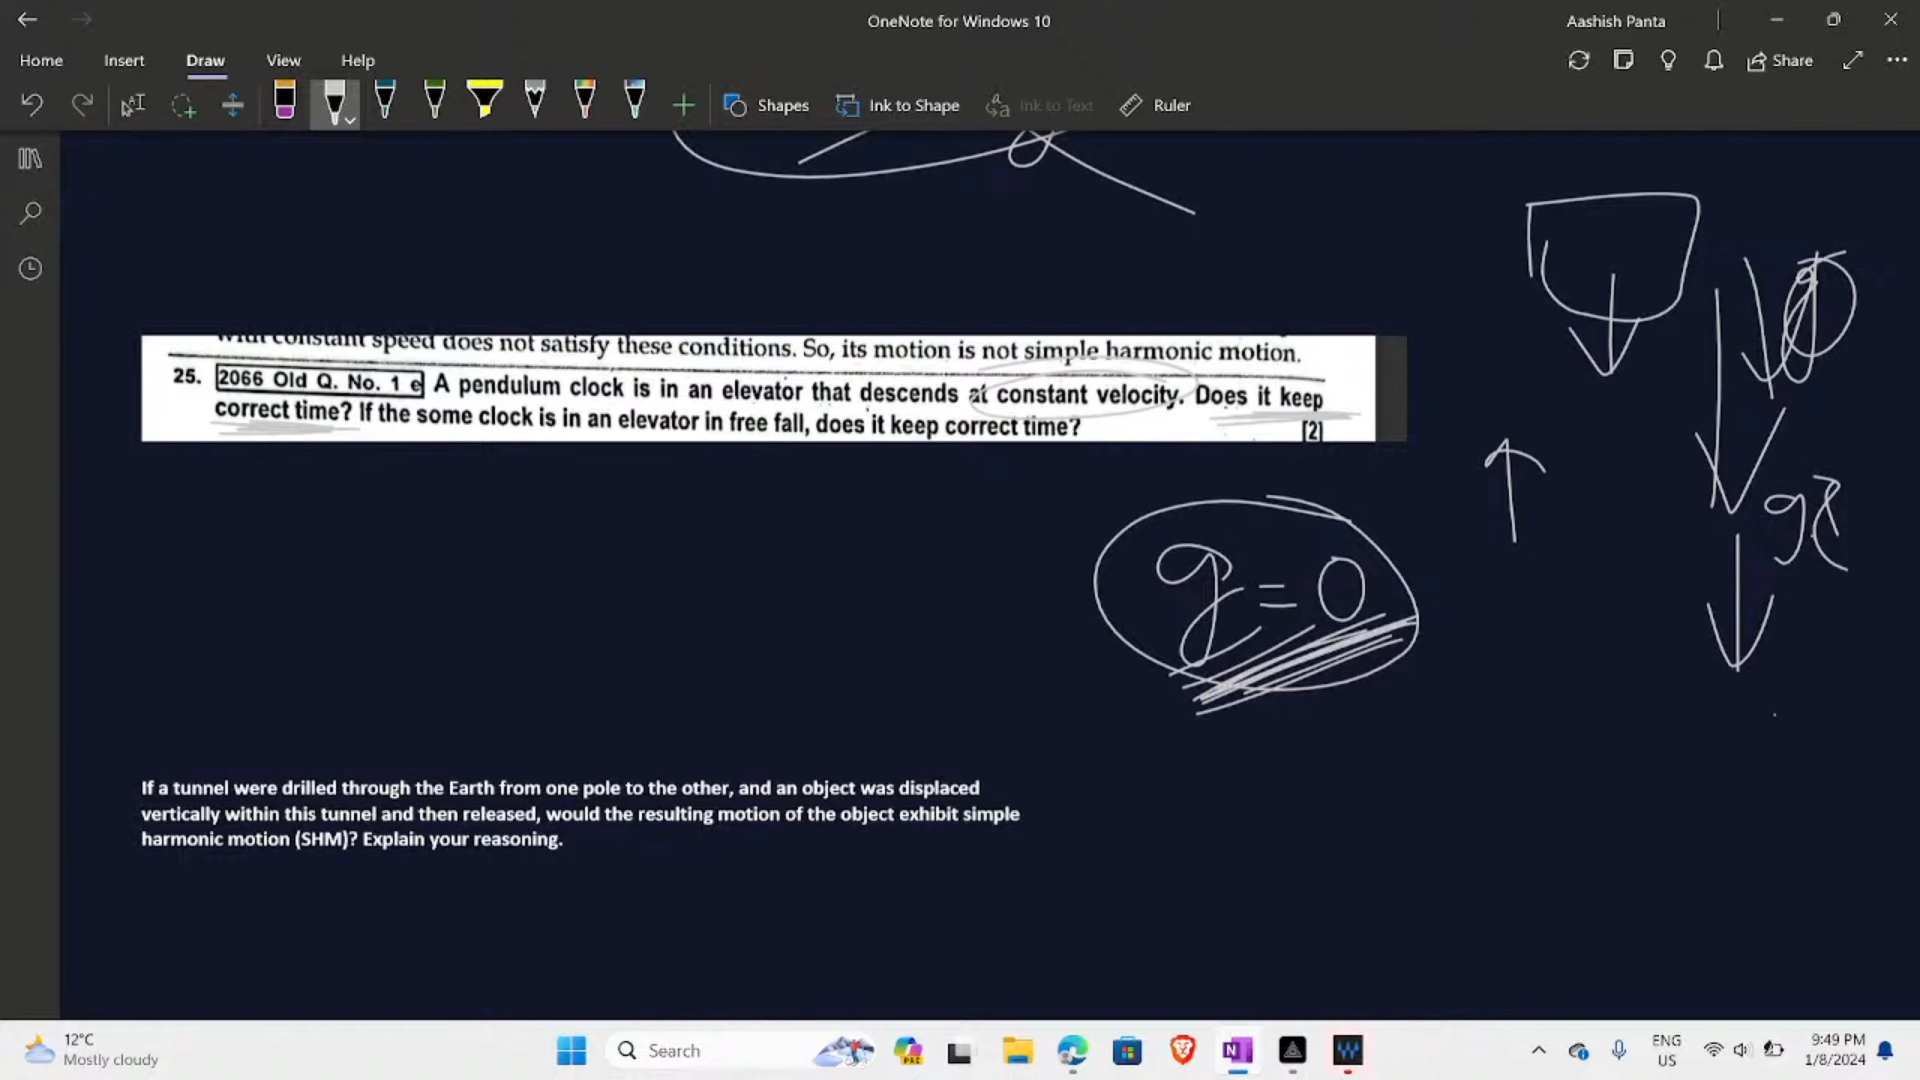 OneNote for Windows 10
Aashish Panta
Home Insert Draw View Help
Share
Shapes Ink to Shape Ink to Text Ruler
with constant speed does not satisfy these conditions. So, its motion is not simple harmonic motion.
25. 2066 Old Q. No. 1 e A pendulum clock is in an elevator that descends at constant velocity. Does it keep
correct time? If the some clock is in an elevator in free fall, does it keep correct time?
[2]
g = 0
If a tunnel were drilled through the Earth from one pole to the other, and an object was displaced
vertically within this tunnel and then released, would the resulting motion of the object exhibit simple
harmonic motion (SHM)? Explain your reasoning.
12°C
Mostly cloudy
Search
PRE
N
W
ENG
US
9:49 PM
1/8/2024